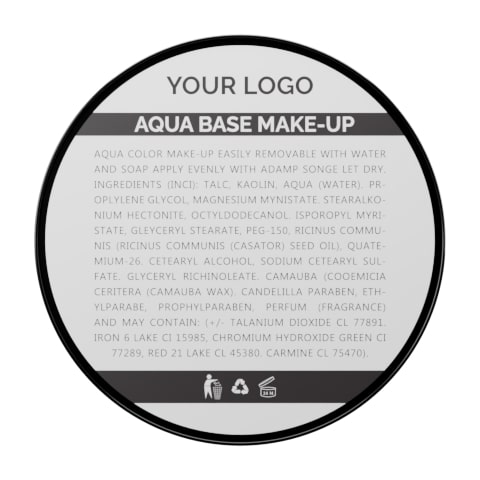 YOUR LOGO
AQUA BASE MAKE-UP
AQUA COLOR MAKE-UP EASILY REMOVABLE WITH WATER
AND SOAP APPLY EVENLY WITH ADAMP SONGE LET DRY.
INGREDIENTS (INCI): TALC, KAOLIN, AQUA (WATER). PR-
OPLYLENE GLYCOL, MAGNESIUM MYNISTATE, STEARALKO-
NIUM HECTONITE, OCTYLDODECANOL. ISPOROPYL MYRI-
STATE, GLEYCERYL STEARATE, PEG-150, RICINUS COMMU-
NIS (RICINUS COMMUNIS (CASATOR) SEED OIL), QUATE-
MIUM-26. CETEARYL ALCOHOL, SODIUM CETEARYL SUL-
FATE. GLYCERYL RICHINOLEATE. CAMAUBA (COOEMICIA
CERITERA (CAMAUBA WAX). CANDELILLA PARABEN, ETH-
YLPARABE, PROPHYLPARABEN, PERFUM (FRAGRANCE)
AND MAY CONTAIN: (+/- TALANIUM DIOXIDE CL 77891.
IRON 6 LAKE CI 15985, CHROMIUM HYDROXIDE GREEN CI
77289, RED 21 LAKE CL 45380. CARMINE CL 75470).